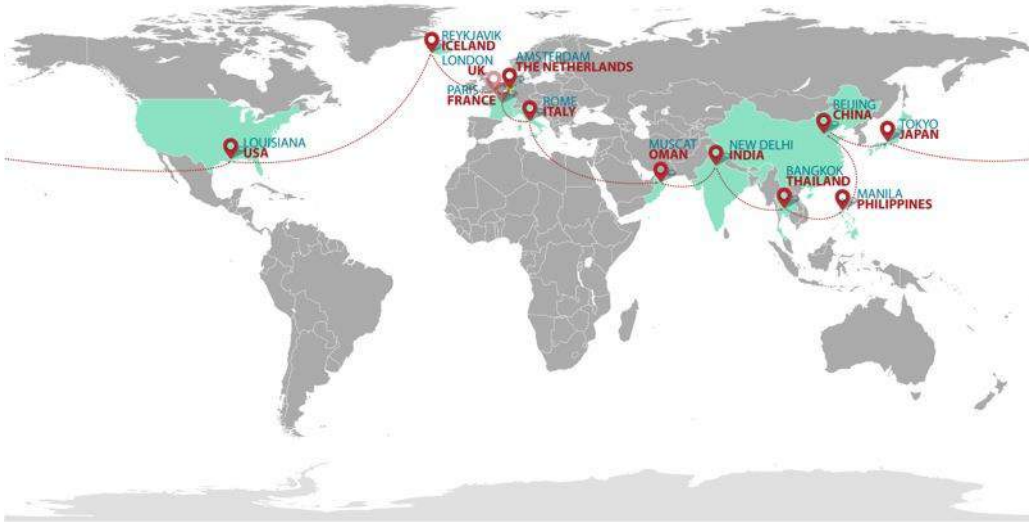 REYKJAVIK
ICELAND
LONDON
UK
AMSTERDAM
THE NETHERLANDS
PARIS
FRANCE
ROME
ITALY
BEIJING
CHINA
TOKYO
JAPAN
LOUISIANA
USA
MUSCAT
OMAN
NEW DELHI
INDIA
BANGKOK
THAILAND
MANILA
PHILIPPINES